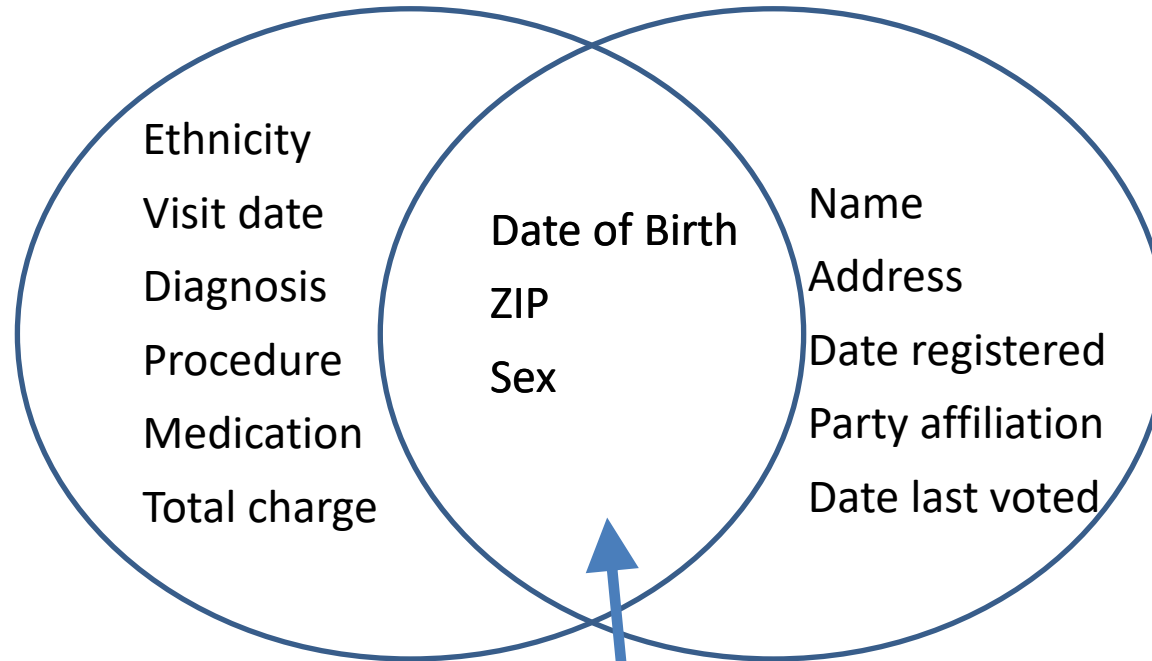 Ethnicity
Visit date
Diagnosis
Procedure
Medication
Total charge
Date of Birth
ZIP
Sex
Name
Address
Date registered
Party affiliation
Date last voted